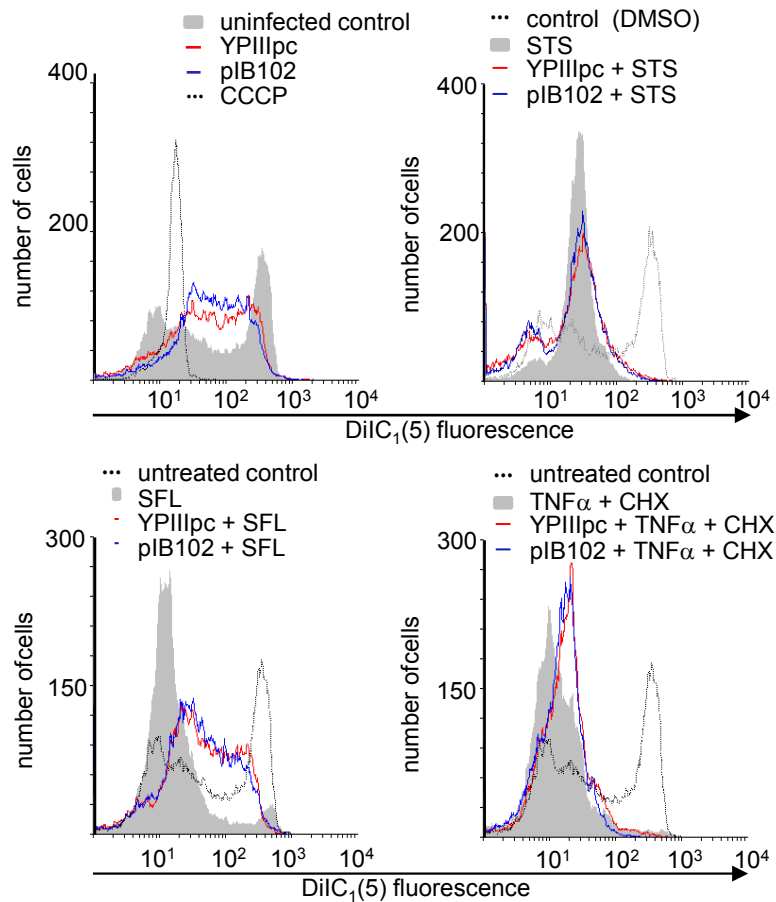 uninfected control
YPIIIpc
pIB102
CCCP
400
200
number of cells
10¹ 10² 10³ 10⁴
DiIC₁(5) fluorescence
control (DMSO)
STS
YPIIIpc + STS
pIB102 + STS
400
200
number ofcells
10¹ 10² 10³ 10⁴
untreated control
SFL
YPIIIpc + SFL
pIB102 + SFL
300
150
number ofcells
10¹ 10² 10³ 10⁴
DiIC₁(5) fluorescence
untreated control
TNFα + CHX
YPIIIpc + TNFα + CHX
pIB102 + TNFα + CHX
300
150
number ofcells
10¹ 10² 10³ 10⁴